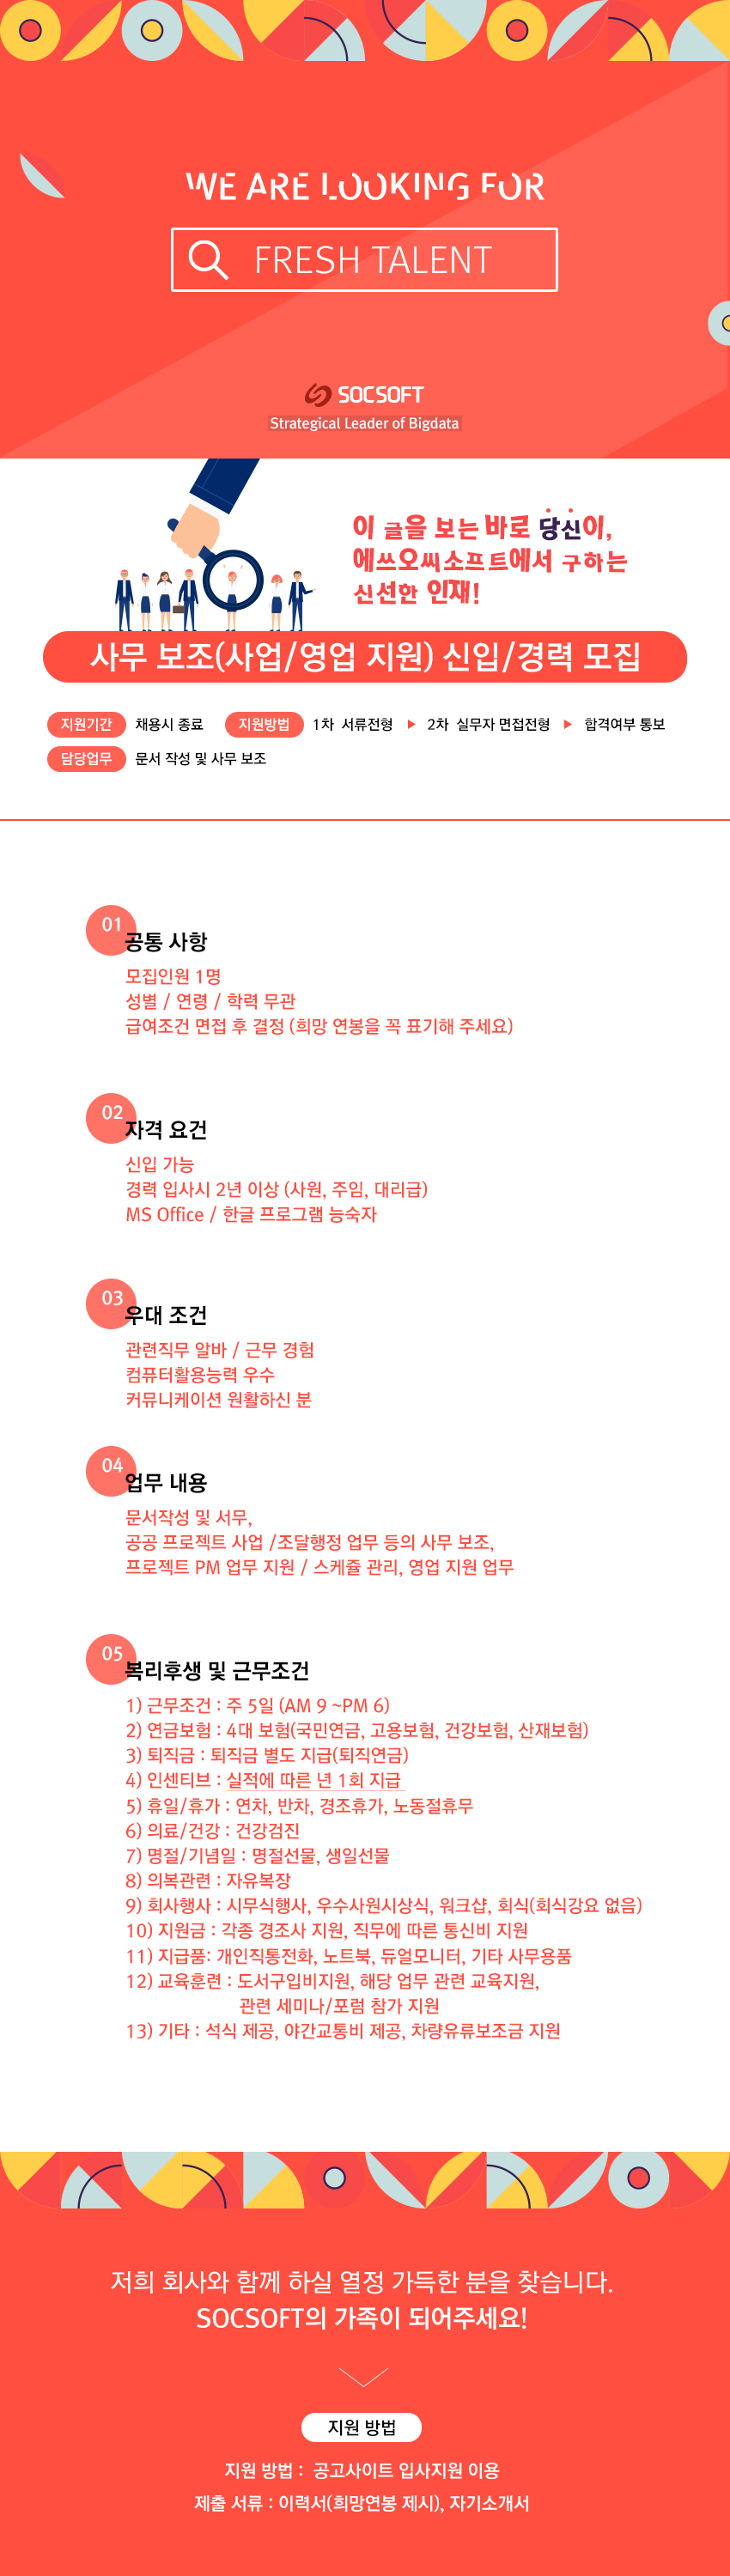 WE ARE LOOKING FOR
FRESH TALENT
SOCSOFT
Strategical Leader of Bigdata
이 글을 보는 바로 당신이,
에쓰오씨소프트에서 구하는
신선한 인재!
사무 보조(사업/영업 지원) 신입/경력 모집
지원기간 채용시 종료 지원방법 1차 서류전형 ▶ 2차 실무자 면접전형 ▶ 합격여부 통보
담당업무 문서 작성 및 사무 보조
01
공통 사항
모집인원 1명
성별 / 연령 / 학력 무관
급여조건 면접 후 결정 (희망 연봉을 꼭 표기해 주세요)
02
자격 요건
신입 가능
경력 입사시 2년 이상 (사원, 주임, 대리급)
MS Office / 한글 프로그램 능숙자
03
우대 조건
관련직무 알바 / 근무 경험
컴퓨터활용능력 우수
커뮤니케이션 원활하신 분
04
업무 내용
문서작성 및 서무,
공공 프로젝트 사업 /조달행정 업무 등의 사무 보조,
프로젝트 PM 업무 지원 / 스케쥴 관리, 영업 지원 업무
05
복리후생 및 근무조건
1) 근무조건 : 주 5일 (AM 9 ~PM 6)
2) 연금보험 : 4대 보험(국민연금, 고용보험, 건강보험, 산재보험)
3) 퇴직금 : 퇴직금 별도 지급(퇴직연금)
4) 인센티브 : 실적에 따른 년 1회 지급
5) 휴일/휴가 : 연차, 반차, 경조휴가, 노동절휴무
6) 의료/건강 : 건강검진
7) 명절/기념일 : 명절선물, 생일선물
8) 의복관련 : 자유복장
9) 회사행사 : 시무식행사, 우수사원시상식, 워크샵, 회식(회식강요 없음)
10) 지원금 : 각종 경조사 지원, 직무에 따른 통신비 지원
11) 지급품: 개인직통전화, 노트북, 듀얼모니터, 기타 사무용품
12) 교육훈련 : 도서구입비지원, 해당 업무 관련 교육지원,
관련 세미나/포럼 참가 지원
13) 기타 : 석식 제공, 야간교통비 제공, 차량유류보조금 지원
저희 회사와 함께 하실 열정 가득한 분을 찾습니다.
SOCSOFT의 가족이 되어주세요!
지원 방법
지원 방법 : 공고사이트 입사지원 이용
제출 서류 : 이력서(희망연봉 제시), 자기소개서